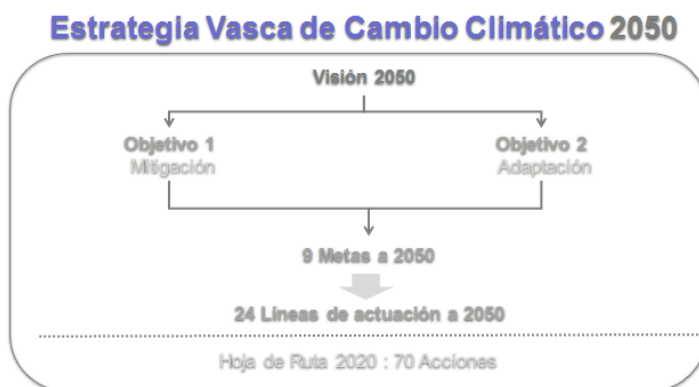 Estrategia Vasca de Cambio Climático 2050
Visión 2050
Objetivo 1
Mitigación
Objetivo 2
Adaptación
9 Metas a 2050
24 Líneas de actuación a 2050
Hoja de Ruta 2020 : 70 Acciones